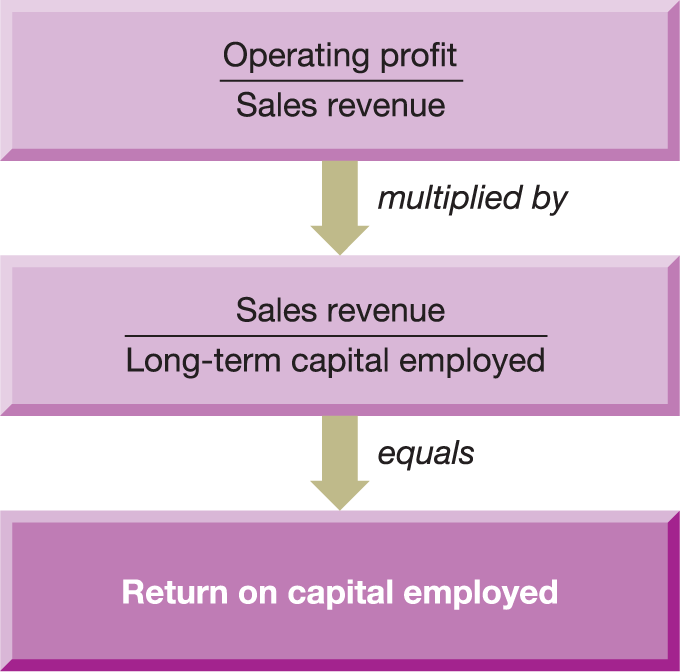 Operating profit
Sales revenue
multiplied by
Sales revenue
Long-term capital employed
equals
Return on capital employed